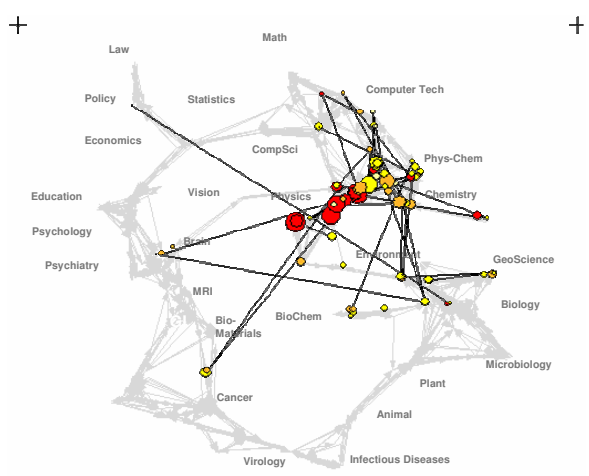 Math
Law
Computer Tech
Policy
Statistics
Economics
CompSci
Phys-Chem
Education
Vision
Physics
Chemistry
Psychology
Brain
Environment
GeoScience
Psychiatry
MRI
Biology
Bio-
Materials
BioChem
Microbiology
Plant
Cancer
Animal
Virology
Infectious Diseases